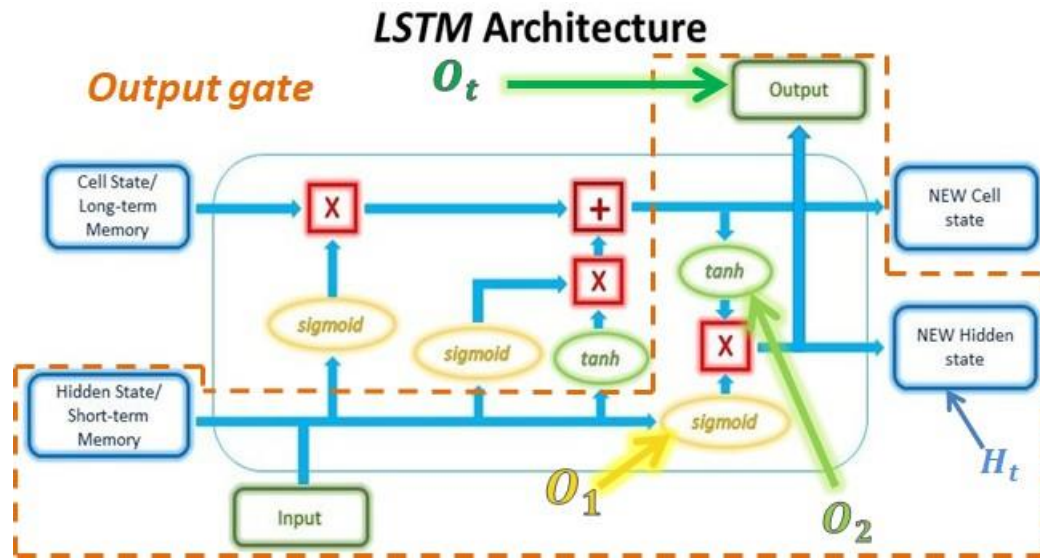 LSTM Architecture
Output gate
O_t
Output
Cell State/
Long-term
Memory
X
+
NEW Cell
state
tanh
X
sigmoid
sigmoid
tanh
X
NEW Hidden
state
Hidden State/
Short-term
Memory
sigmoid
H_t
O_1
Input
O_2